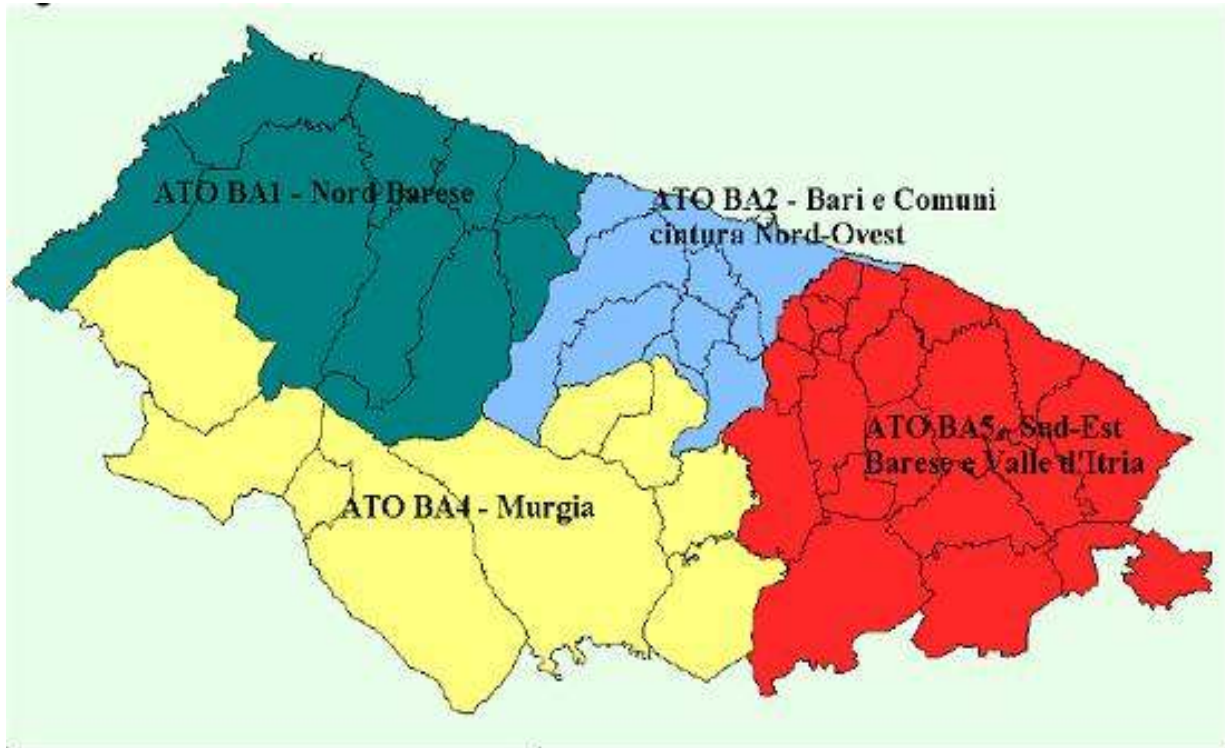 ATO BA1 - Nord Barese
ATO BA2 - Bari e Comuni
cintura Nord-Ovest
ATO BA5 - Sud-Est
Barese e Valle d'Itria
ATO BA4 - Murgia